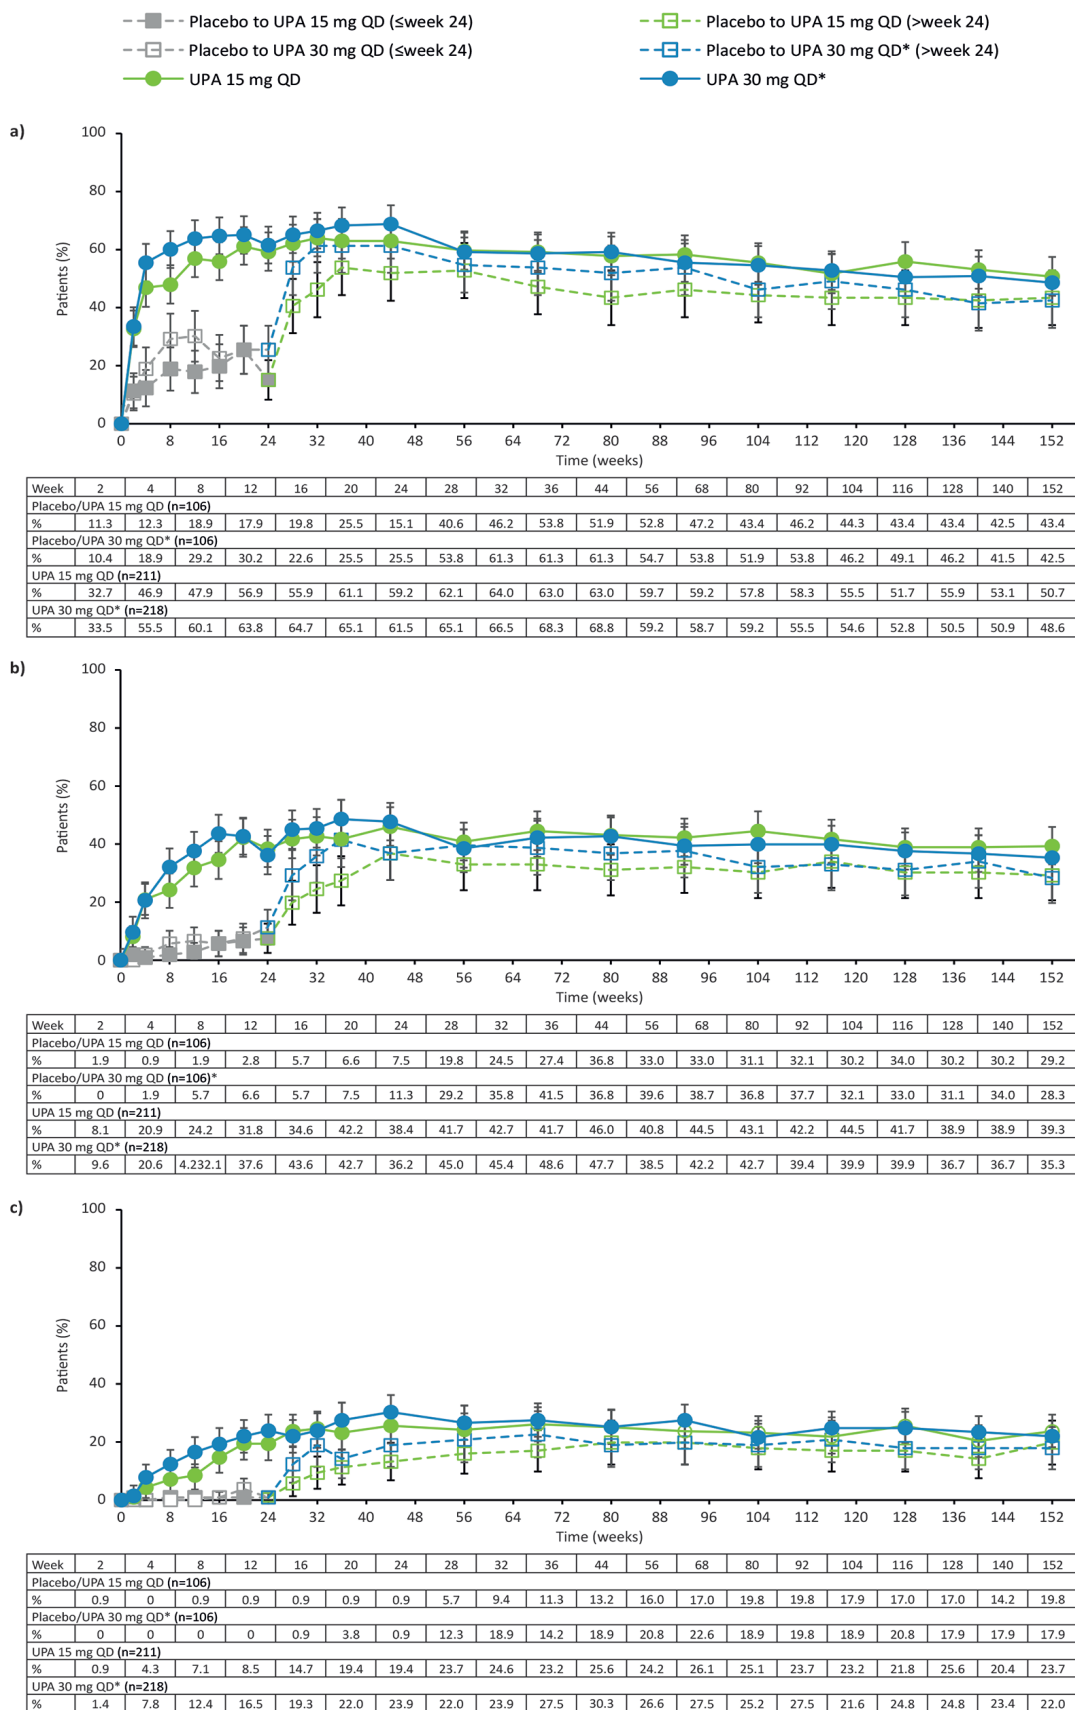 Placebo to UPA 15 mg QD (≤week 24)
Placebo to UPA 15 mg QD (>week 24)
Placebo to UPA 30 mg QD (≤week 24)
Placebo to UPA 30 mg QD* (>week 24)
UPA 15 mg QD
UPA 30 mg QD*
a)
Patients (%)
100
80
60
40
20
0
0 8 16 24 32 40 44 56 64 72 80 88 96 104 112 120 128 136 144 152
Time (weeks)
Week 2 4 8 12 16 20 24 28 32 36 44 56 68 80 92 104 116 128 140 152
Placebo/UPA 15 mg QD (n=106)
% 11.3 12.3 18.9 17.9 19.8 25.5 15.1 40.6 46.2 53.8 51.9 52.8 47.2 43.4 46.2 44.3 43.4 43.4 42.5 43.4
Placebo/UPA 30 mg QD* (n=106)
% 10.4 18.9 29.2 30.2 22.6 25.5 25.5 53.8 61.3 61.3 61.3 54.7 53.8 51.9 53.8 46.2 49.1 46.2 41.5 42.5
UPA 15 mg QD (n=211)
% 32.7 46.9 47.9 56.9 55.9 61.1 59.2 62.1 64.0 63.0 63.0 59.7 59.2 57.8 58.3 55.5 51.7 55.9 53.1 50.7
UPA 30 mg QD* (n=218)
% 33.5 55.5 60.1 63.8 64.7 65.1 61.5 65.1 66.5 68.3 68.8 59.2 58.7 59.2 55.5 54.6 52.8 50.5 50.9 48.6
b)
Patients (%)
100
80
60
40
20
0
0 8 16 24 32 40 44 56 64 72 80 88 96 104 112 120 128 136 144 152
Time (weeks)
Week 2 4 8 12 16 20 24 28 32 36 44 56 68 80 92 104 116 128 140 152
Placebo/UPA 15 mg QD (n=106)
% 1.9 0.9 1.9 2.8 5.7 6.6 7.5 19.8 24.5 27.4 36.8 33.0 33.0 31.1 32.1 30.2 34.0 30.2 30.2 29.2
Placebo/UPA 30 mg QD (n=106)*
% 0 1.9 5.7 6.6 5.7 7.5 11.3 29.2 35.8 41.5 36.8 39.6 38.7 36.8 37.7 32.1 33.0 31.1 34.0 28.3
UPA 15 mg QD (n=211)
% 8.1 20.9 24.2 31.8 34.6 42.2 38.4 41.7 42.7 41.7 46.0 40.8 44.5 43.1 42.2 44.5 41.7 38.9 38.9 39.3
UPA 30 mg QD* (n=218)
% 9.6 20.6 4.232.1 37.6 43.6 42.7 36.2 45.0 45.4 48.6 47.7 38.5 42.2 42.7 39.4 39.9 39.9 36.7 36.7 35.3
c)
Patients (%)
100
80
60
40
20
0
0 8 16 24 32 40 44 56 64 72 80 88 96 104 112 120 128 136 144 152
Time (weeks)
Week 2 4 8 12 16 20 24 28 32 36 44 56 68 80 92 104 116 128 140 152
Placebo/UPA 15 mg QD (n=106)
% 0.9 0 0.9 0.9 0.9 0.9 0.9 5.7 9.4 11.3 13.2 16.0 17.0 19.8 19.8 17.9 17.0 17.0 14.2 19.8
Placebo/UPA 30 mg QD* (n=106)
% 0 0 0 0 0.9 3.8 0.9 12.3 18.9 14.2 18.9 20.8 22.6 18.9 19.8 18.9 20.8 17.9 17.9 17.9
UPA 15 mg QD (n=211)
% 0.9 4.3 7.1 8.5 14.7 19.4 19.4 23.7 24.6 23.2 25.6 24.2 26.1 25.1 23.7 23.2 21.8 25.6 20.4 23.7
UPA 30 mg QD* (n=218)
% 1.4 7.8 12.4 16.5 19.3 22.0 23.9 22.0 23.9 27.5 30.3 26.6 27.5 25.2 27.5 21.6 24.8 24.8 23.4 22.0